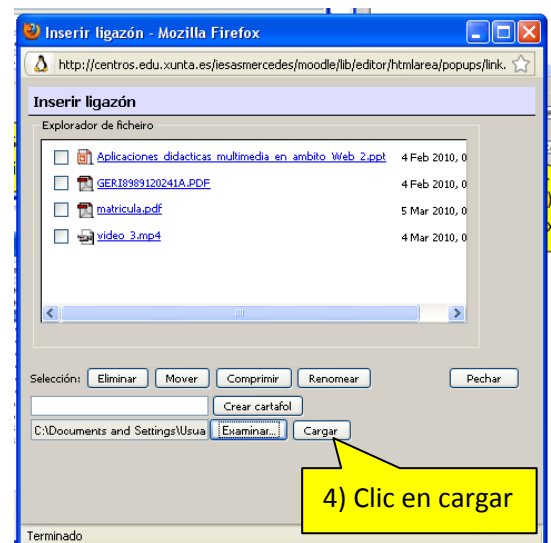 Inserir ligazón - Mozilla Firefox
http://centros.edu.xunta.es/iesasmercedes/moodle/lib/editor/htmlarea/popups/link.
Inserir ligazón
Explorador de ficheiro
Aplicaciones didacticas multimedia en ambito Web 2.ppt 4 Feb 2010, 0
GERI8989120241A.PDF 4 Feb 2010, 0
matricula.pdf 5 Mar 2010, 0
video 3.mp4 4 Mar 2010, 0
Selección: Eliminar Mover Comprimir Renomear Pechar
Crear cartafol
C:\Documents and Settings\Usua Examinar... Cargar
4) Clic en cargar
Terminado